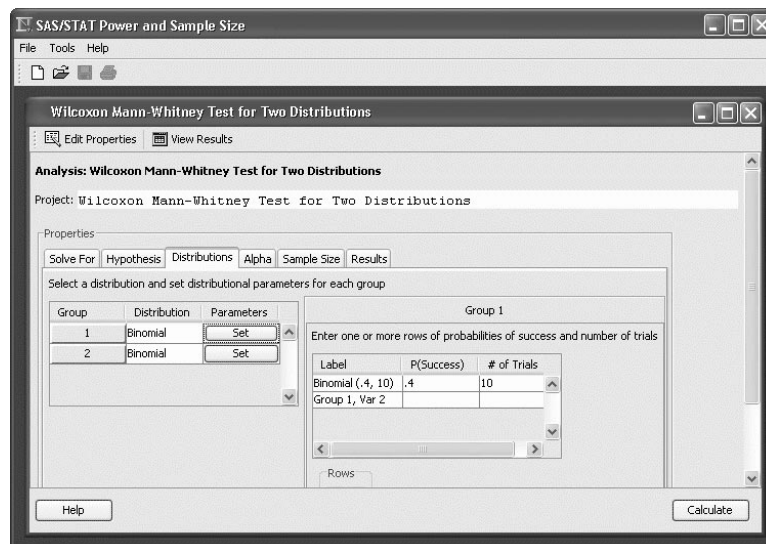 SAS/STAT Power and Sample Size
File Tools Help
Wilcoxon Mann-Whitney Test for Two Distributions
Edit Properties View Results
Analysis: Wilcoxon Mann-Whitney Test for Two Distributions
Project: Wilcoxon Mann-Whitney Test for Two Distributions
Properties
Solve For Hypothesis Distributions Alpha Sample Size Results
Select a distribution and set distributional parameters for each group
Group Distribution Parameters
1 Binomial Set
2 Binomial Set
Group 1
Enter one or more rows of probabilities of success and number of trials
Label P(Success) # of Trials
Binomial (.4, 10) .4 10
Group 1, Var 2
Rows
Help Calculate